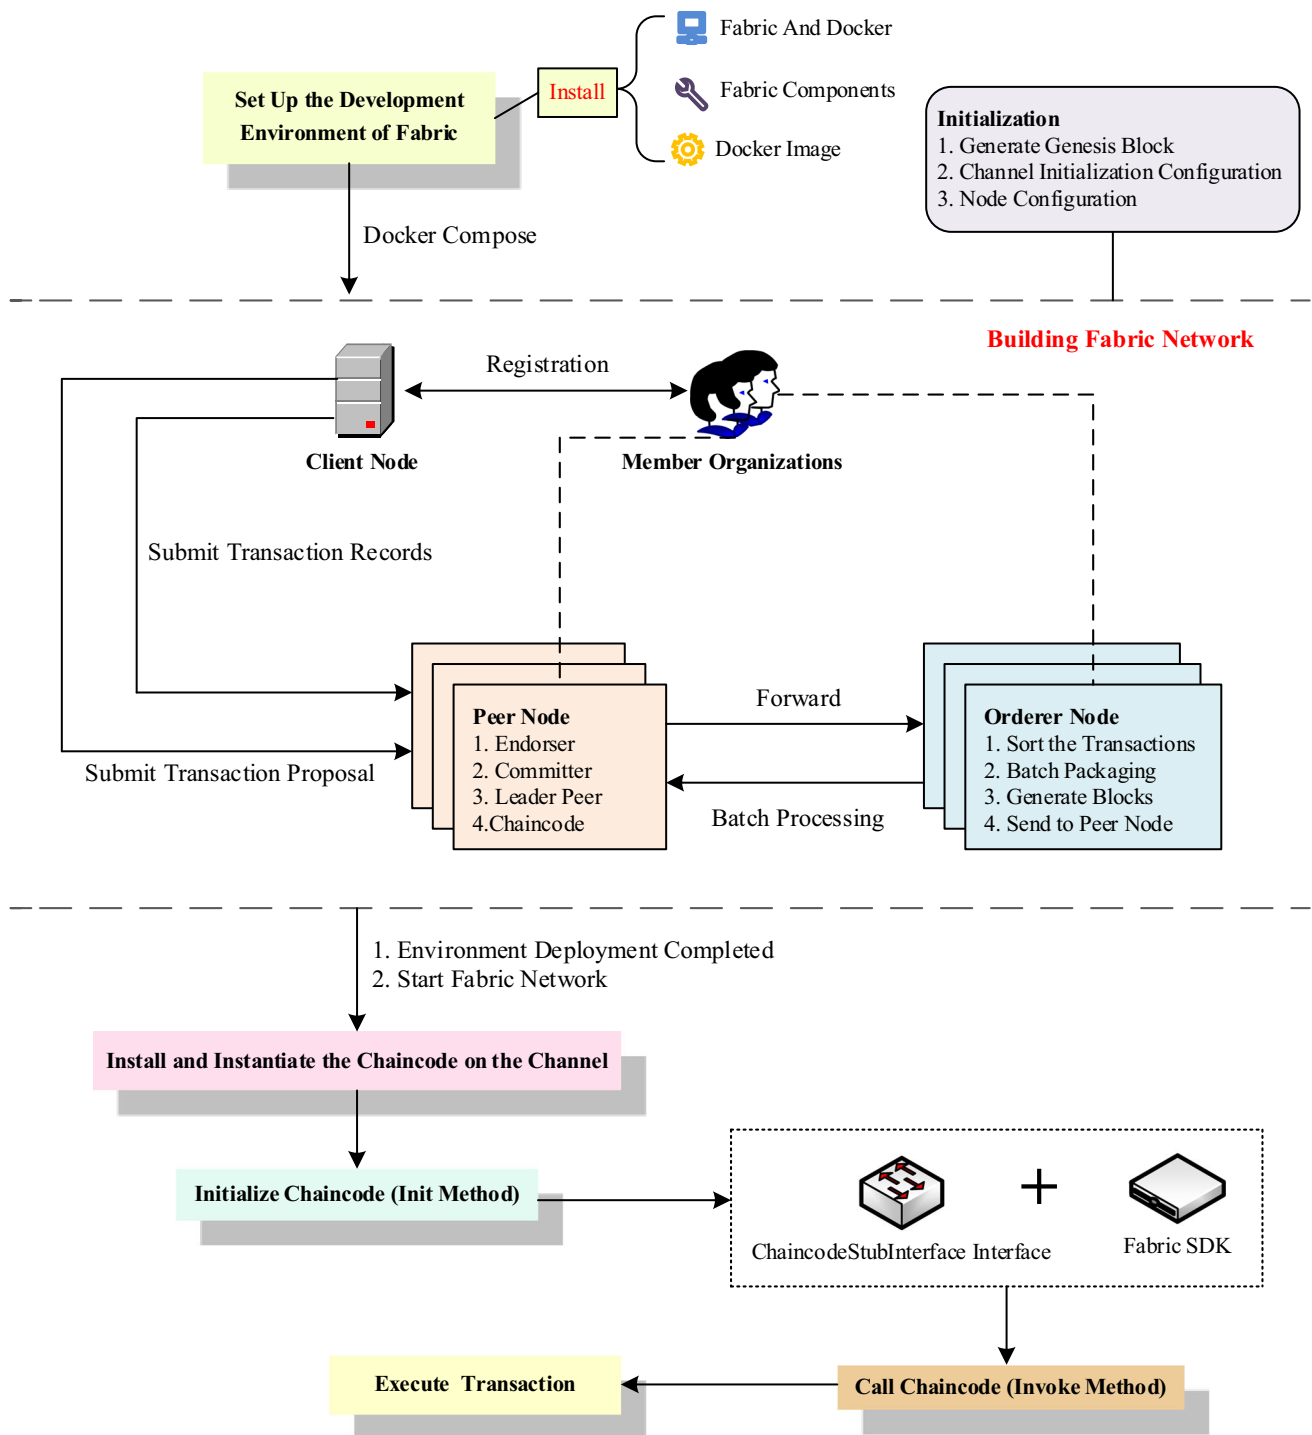 Fabric And Docker
Set Up the Development
Environment of Fabric
Install
Fabric Components
Docker Image
Initialization
1. Generate Genesis Block
2. Channel Initialization Configuration
3. Node Configuration
Docker Compose
Building Fabric Network
Registration
Client Node
Member Organizations
Submit Transaction Records
Submit Transaction Proposal
Peer Node
1. Endorser
2. Committer
3. Leader Peer
4.Chaincode
Forward
Batch Processing
Orderer Node
1. Sort the Transactions
2. Batch Packaging
3. Generate Blocks
4. Send to Peer Node
1. Environment Deployment Completed
2. Start Fabric Network
Install and Instantiate the Chaincode on the Channel
Initialize Chaincode (Init Method)
ChaincodeStubInterface Interface
+
Fabric SDK
Call Chaincode (Invoke Method)
Execute Transaction